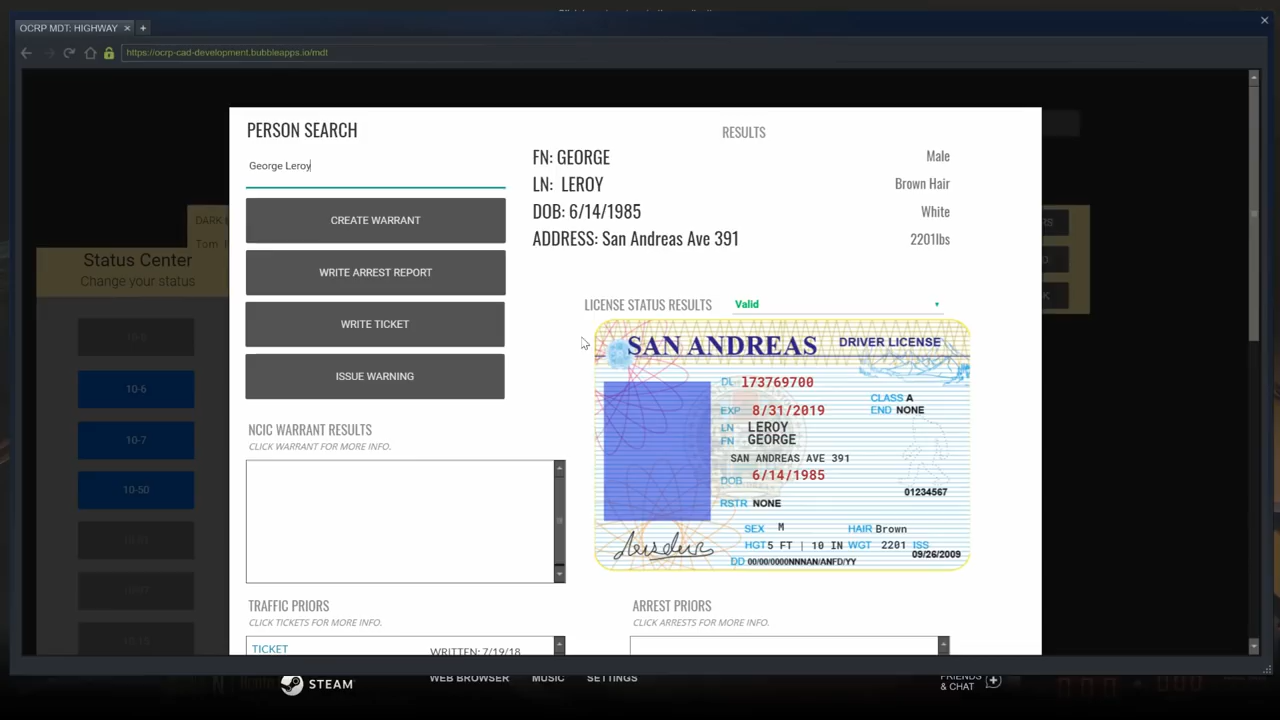 OCRP MDT: HIGHWAY
https://ocrp-cad-development.bubbleapps.io/mdt
PERSON SEARCH
George Leroy
CREATE WARRANT
WRITE ARREST REPORT
WRITE TICKET
ISSUE WARNING
NCIC WARRANT RESULTS
CLICK WARRANT FOR MORE INFO.
TRAFFIC PRIORS
CLICK TICKETS FOR MORE INFO.
TICKET WRITTEN: 7/19/18
RESULTS
FN: GEORGE Male
LN: LEROY Brown Hair
DOB: 6/14/1985 White
ADDRESS: San Andreas Ave 391 2201lbs
LICENSE STATUS RESULTS Valid
SAN ANDREAS DRIVER LICENSE
DL 173769700
CLASS A
EXP 8/31/2019 END NONE
LN LEROY
FN GEORGE
SAN ANDREAS AVE 391
DOB 6/14/1985
01234567
RSTR NONE
SEX M HAIR Brown
HGT 5 FT | 10 IN WGT 2201 ISS
09/26/2009
DD 00/00/0000NNNAN/ANFD/YY
ARREST PRIORS
CLICK ARRESTS FOR MORE INFO.
DARK
Tom
Status Center
Change your status
10-6
10-7
10-50
STEAM
WEB BROWSER
MUSIC
SETTINGS
FRIENDS
& CHAT